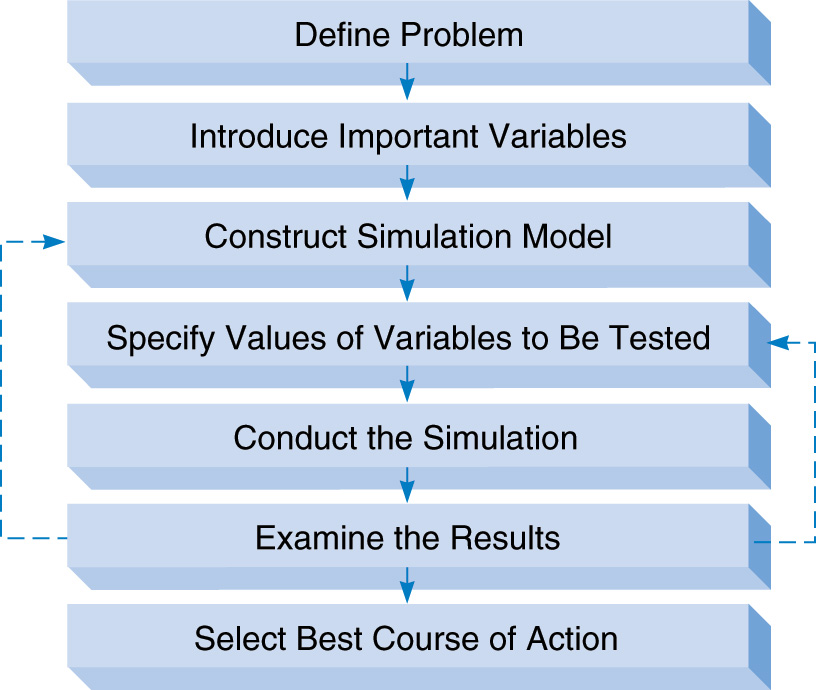 Define Problem
Introduce Important Variables
Construct Simulation Model
Specify Values of Variables to Be Tested
Conduct the Simulation
Examine the Results
Select Best Course of Action